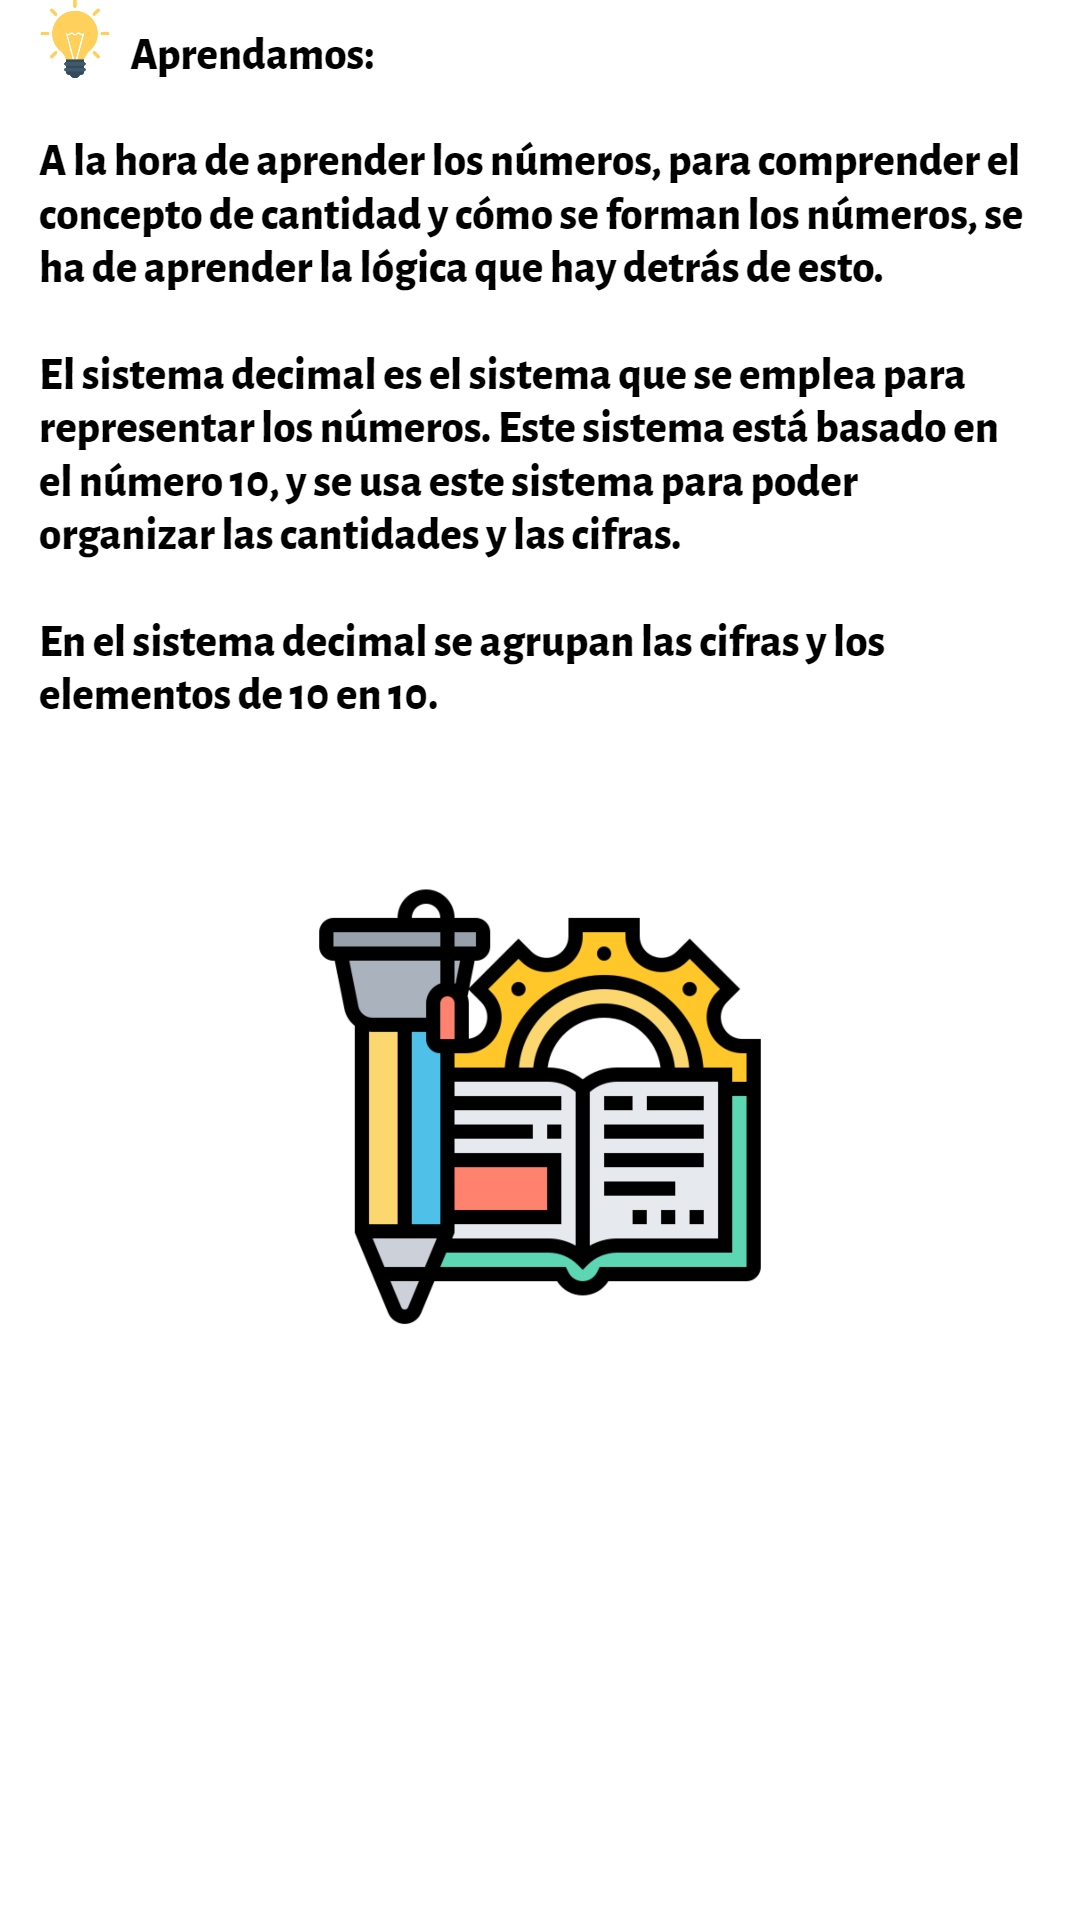 Aprendamos:
A la hora de aprender los números, para comprender el
concepto de cantidad y cómo se forman los números, se
ha de aprender la lógica que hay detrás de esto.
El sistema decimal es el sistema que se emplea para
representar los números. Este sistema está basado en
el número 10, y se usa este sistema para poder
organizar las cantidades y las cifras.
En el sistema decimal se agrupan las cifras y los
elementos de 10 en 10.